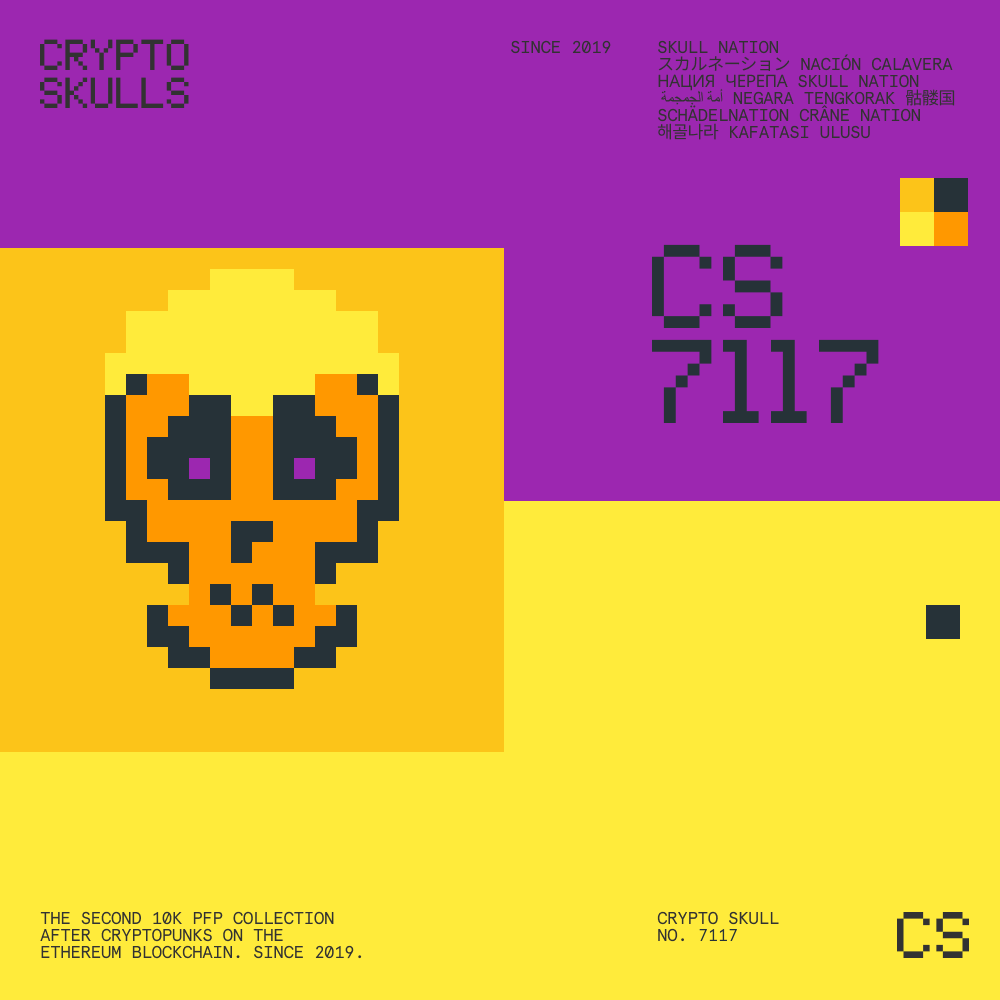 CRYPTO
SKULLS
SINCE 2019
SKULL NATION
スカルネーション NACIÓN CALAVERA
НАЦИЯ ЧЕРЕПА SKULL NATION
أمة الجمجمة NEGARA TENGKORAK 骷髅国
SCHÄDELNATION CRÂNE NATION
해골나라 KAFATASI ULUSU
CS
7117
THE SECOND 10K PFP COLLECTION
AFTER CRYPTOPUNKS ON THE
ETHEREUM BLOCKCHAIN. SINCE 2019.
CRYPTO SKULL
NO. 7117
CS